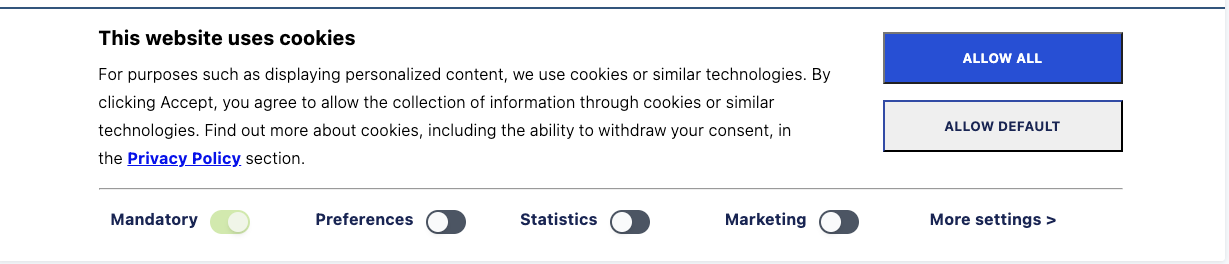 This website uses cookies
For purposes such as displaying personalized content, we use cookies or similar technologies. By
clicking Accept, you agree to allow the collection of information through cookies or similar
technologies. Find out more about cookies, including the ability to withdraw your consent, in
the Privacy Policy section.
ALLOW ALL
ALLOW DEFAULT
Mandatory Preferences Statistics Marketing More settings >